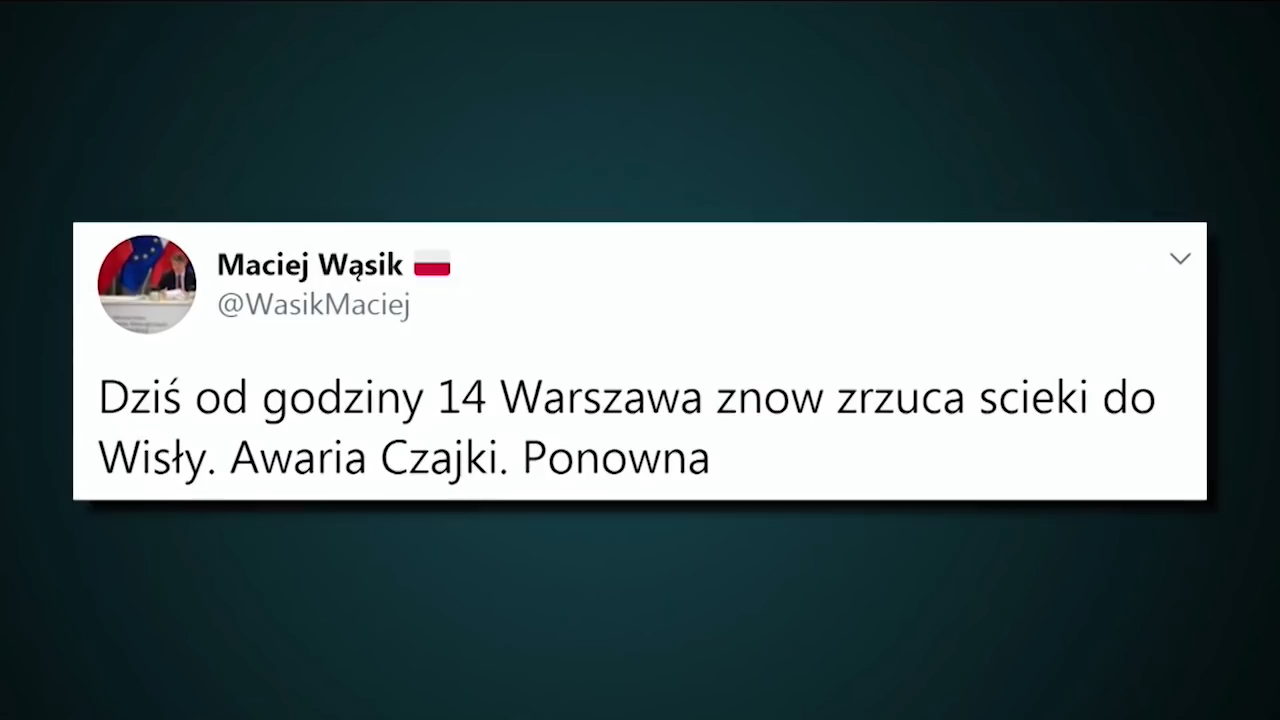 Maciej Wąsik
@WasikMaciej
Dziś od godziny 14 Warszawa znow zrzuca scieki do
Wisły. Awaria Czajki. Ponowna